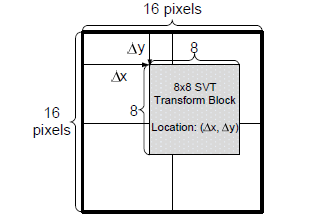 16 pixels
Δy
8
Δx
8x8 SVT
Transform Block
8
16
pixels
Location: (Δx, Δy)